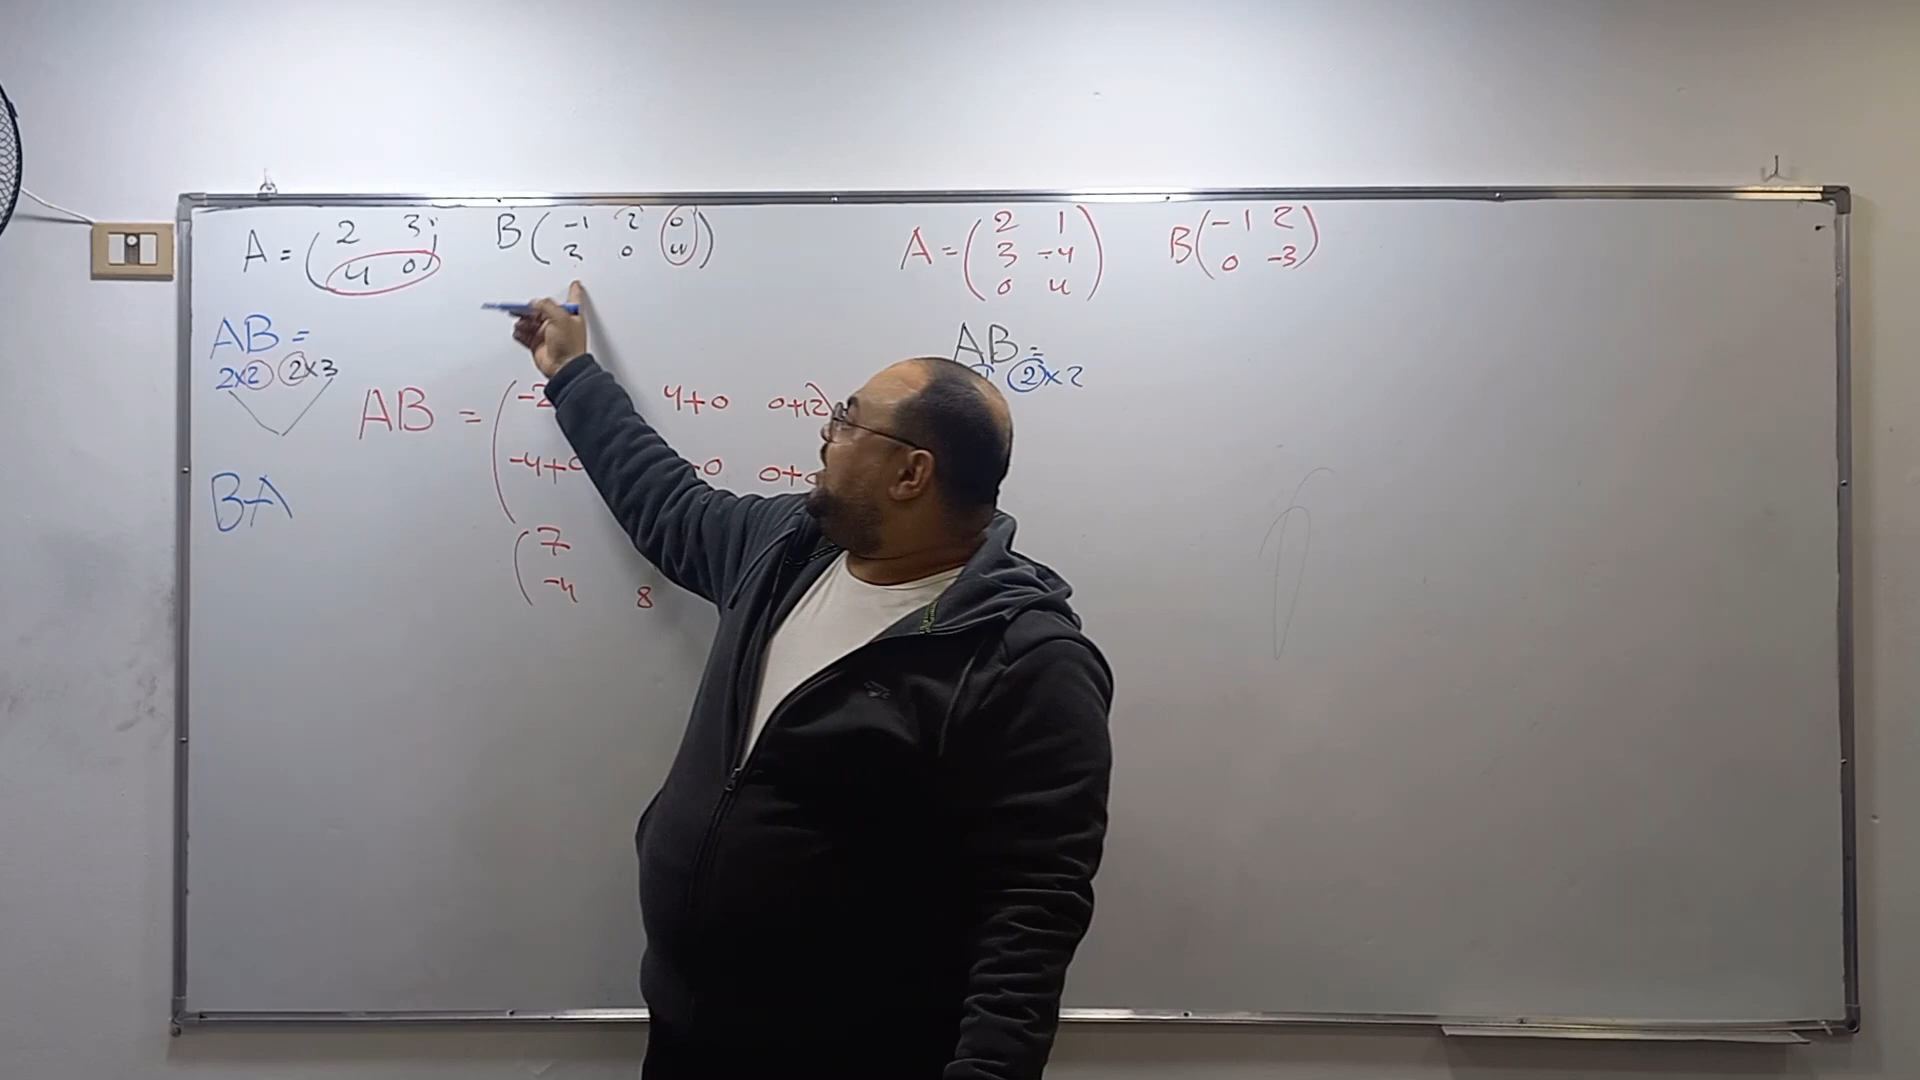 A = ( 2 3
4 0 )
B ( -1 2 0
3 0 4 )
AB =
2x2 2x3
AB = ( -2 4+0 0+12
-4+0 0 0+0
( 7
-4 8
BA
A = ( 2 1
3 -4
0 4 )
B ( -1 2
0 -3 )
AB =
2x2